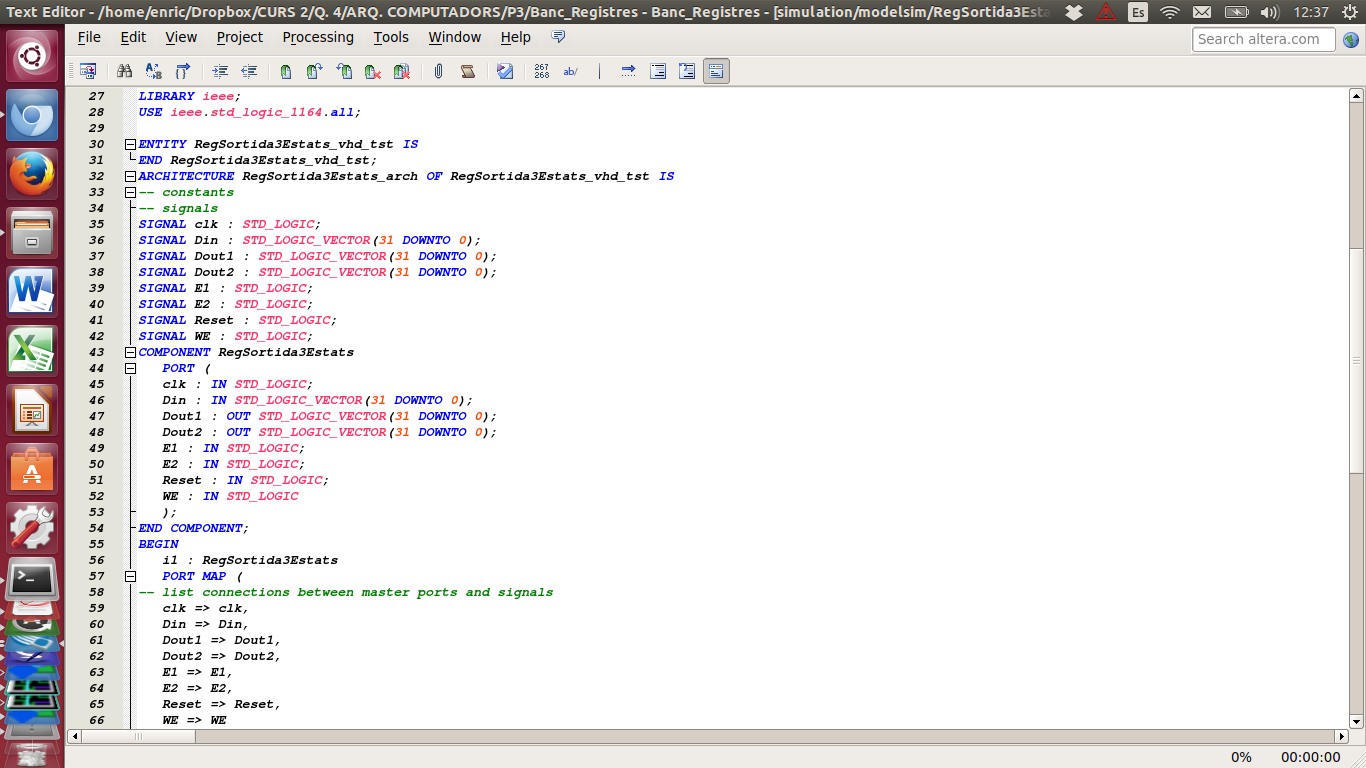 Text Editor - /home/enric/Dropbox/CURS 2/Q. 4/ARQ. COMPUTADORS/P3/Banc_Registres - Banc_Registres - [simulation/modelsim/RegSortida3Esta
Es
12:37
File Edit View Project Processing Tools Window Help
Search altera.com
267
268
ab/
27 LIBRARY ieee;
28 USE ieee.std_logic_1164.all;
29
30 ENTITY RegSortida3Estats_vhd_tst IS
31 END RegSortida3Estats_vhd_tst;
32 ARCHITECTURE RegSortida3Estats_arch OF RegSortida3Estats_vhd_tst IS
33 -- constants
34 -- signals
35 SIGNAL clk : STD_LOGIC;
36 SIGNAL Din : STD_LOGIC_VECTOR(31 DOWNTO 0);
37 SIGNAL Dout1 : STD_LOGIC_VECTOR(31 DOWNTO 0);
38 SIGNAL Dout2 : STD_LOGIC_VECTOR(31 DOWNTO 0);
39 SIGNAL E1 : STD_LOGIC;
40 SIGNAL E2 : STD_LOGIC;
41 SIGNAL Reset : STD_LOGIC;
42 SIGNAL WE : STD_LOGIC;
43 COMPONENT RegSortida3Estats
44 PORT (
45 clk : IN STD_LOGIC;
46 Din : IN STD_LOGIC_VECTOR(31 DOWNTO 0);
47 Dout1 : OUT STD_LOGIC_VECTOR(31 DOWNTO 0);
48 Dout2 : OUT STD_LOGIC_VECTOR(31 DOWNTO 0);
49 E1 : IN STD_LOGIC;
50 E2 : IN STD_LOGIC;
51 Reset : IN STD_LOGIC;
52 WE : IN STD_LOGIC
53 );
54 END COMPONENT;
55 BEGIN
56 i1 : RegSortida3Estats
57 PORT MAP (
58 -- list connections between master ports and signals
59 clk => clk,
60 Din => Din,
61 Dout1 => Dout1,
62 Dout2 => Dout2,
63 E1 => E1,
64 E2 => E2,
65 Reset => Reset,
66 WE => WE
0% 00:00:00